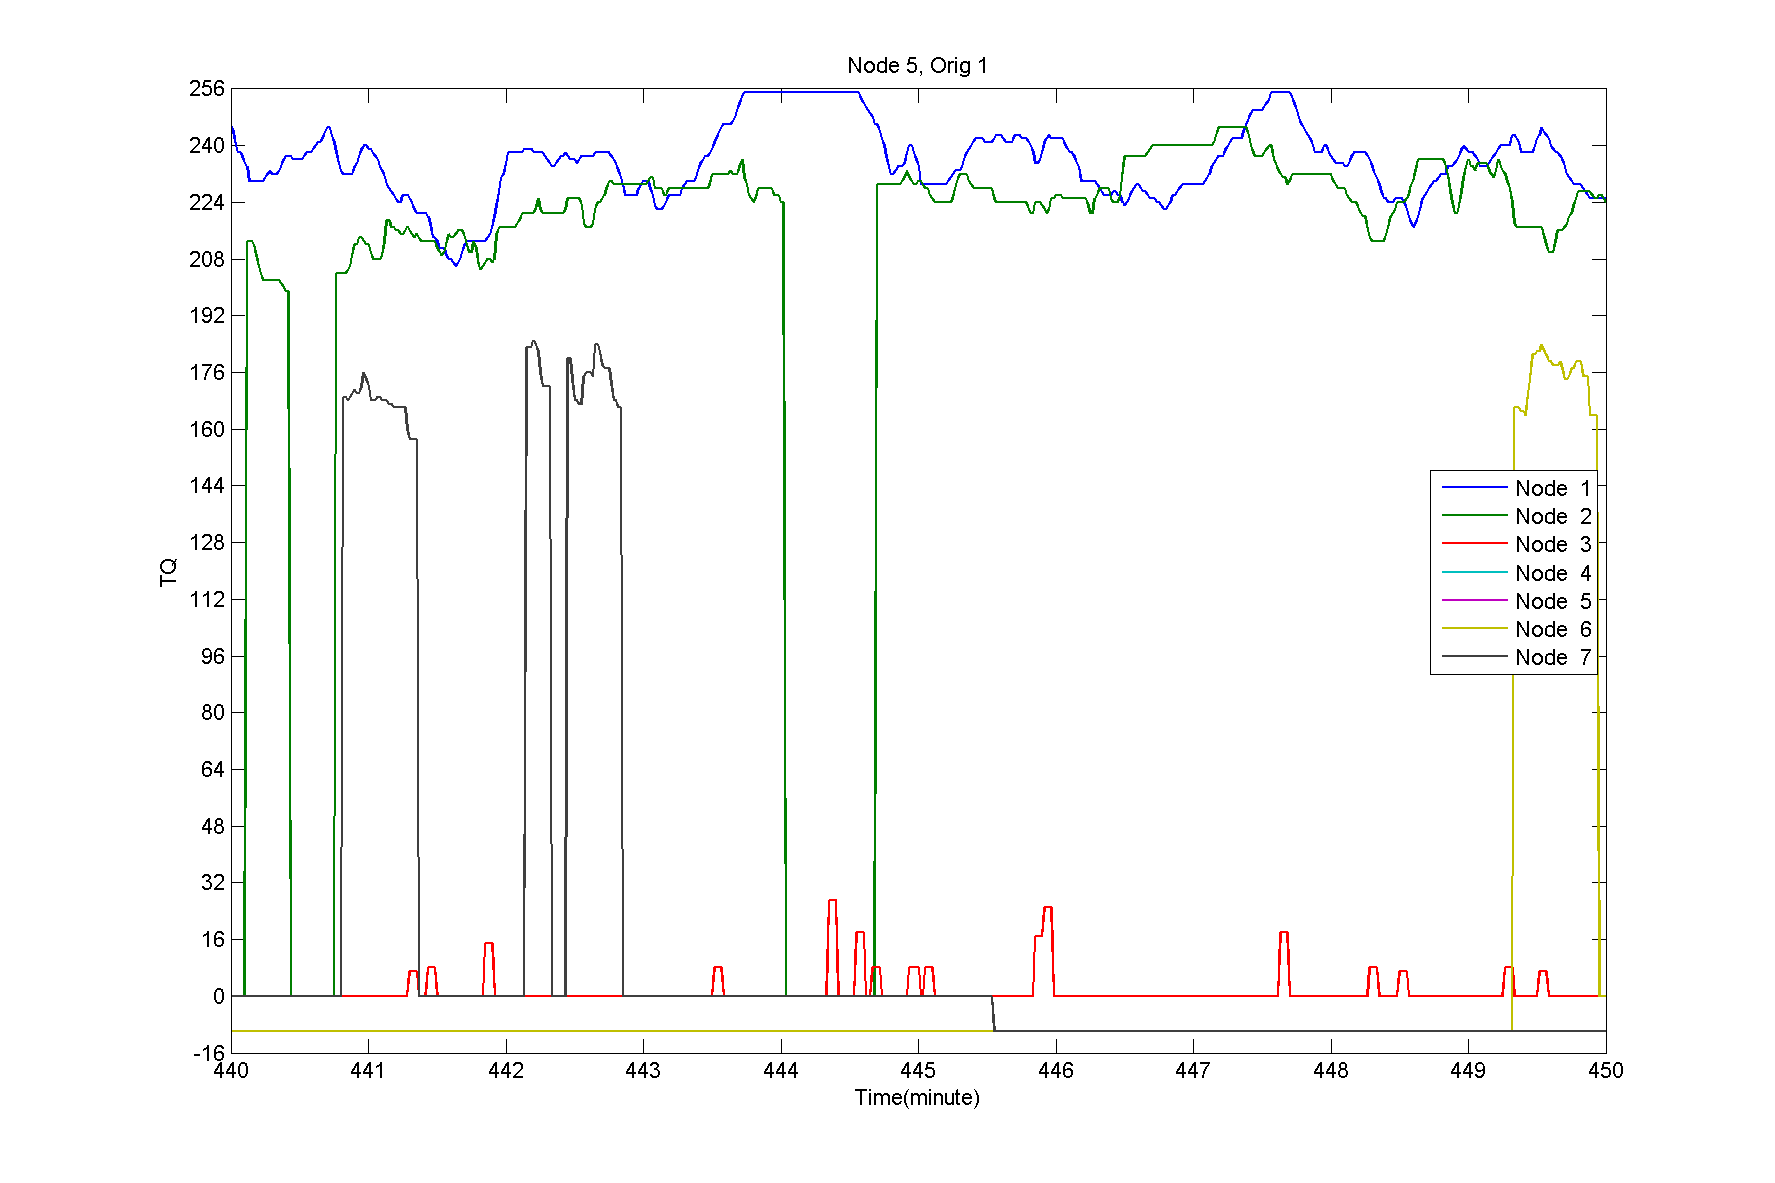 Node 5, Orig 1
256
240
224
208
192
176
160
144
128
112
96
80
64
48
32
16
0
-16
TQ
Node 1
Node 2
Node 3
Node 4
Node 5
Node 6
Node 7
440 441 442 443 444 445 446 447 448 449 450
Time(minute)